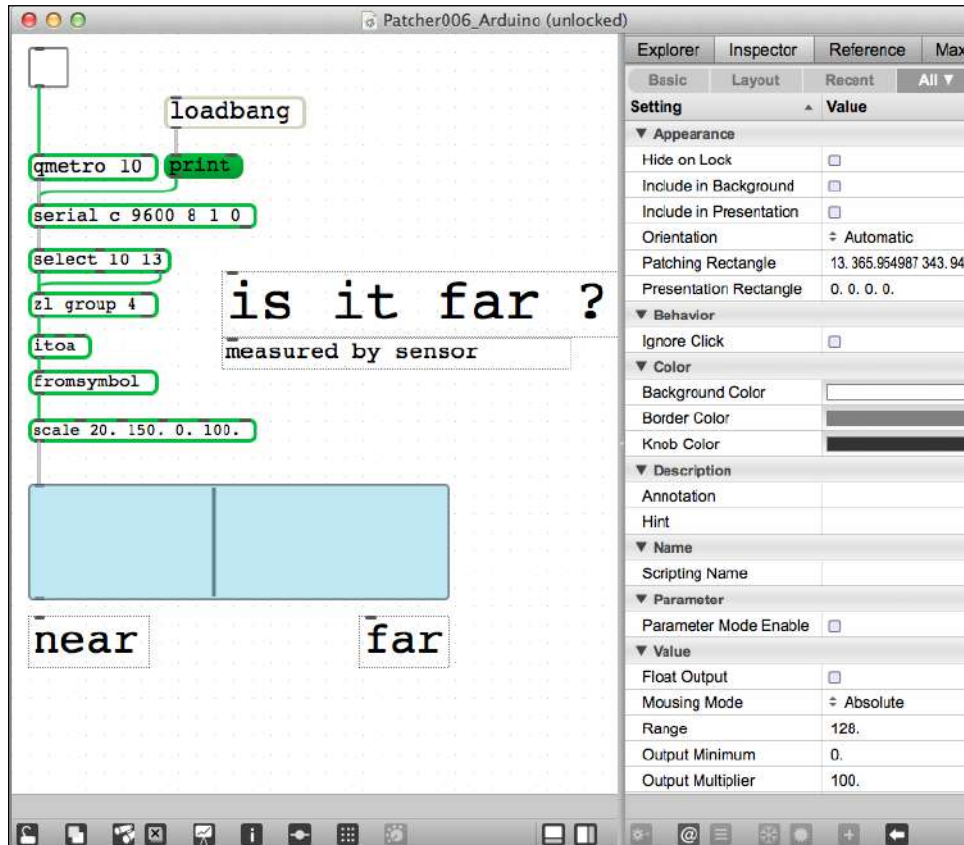 Patcher006_Arduino (unlocked)
loadbang
qmetro 10 print
serial c 9600 8 1 0
select 10 13
zl group 4
itoa
fromsymbol
scale 20. 150. 0. 100.
is it far ?
measured by sensor
near far
Explorer Inspector Reference Max
Basic Layout Recent All ▼
Setting Value
▼ Appearance
Hide on Lock
Include in Background
Include in Presentation
Orientation Automatic
Patching Rectangle 13. 365.954987 343.94
Presentation Rectangle 0. 0. 0. 0.
▼ Behavior
Ignore Click
▼ Color
Background Color
Border Color
Knob Color
▼ Description
Annotation
Hint
▼ Name
Scripting Name
▼ Parameter
Parameter Mode Enable
▼ Value
Float Output
Mousing Mode Absolute
Range 128.
Output Minimum 0.
Output Multiplier 100.